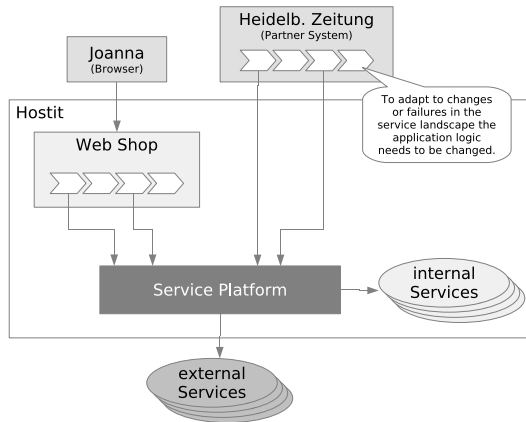 Heidelb. Zeitung
(Partner System)
Joanna
(Browser)
To adapt to changes
or failures in the
service landscape the
application logic
needs to be changed.
Hostit
Web Shop
Service Platform
internal
Services
external
Services